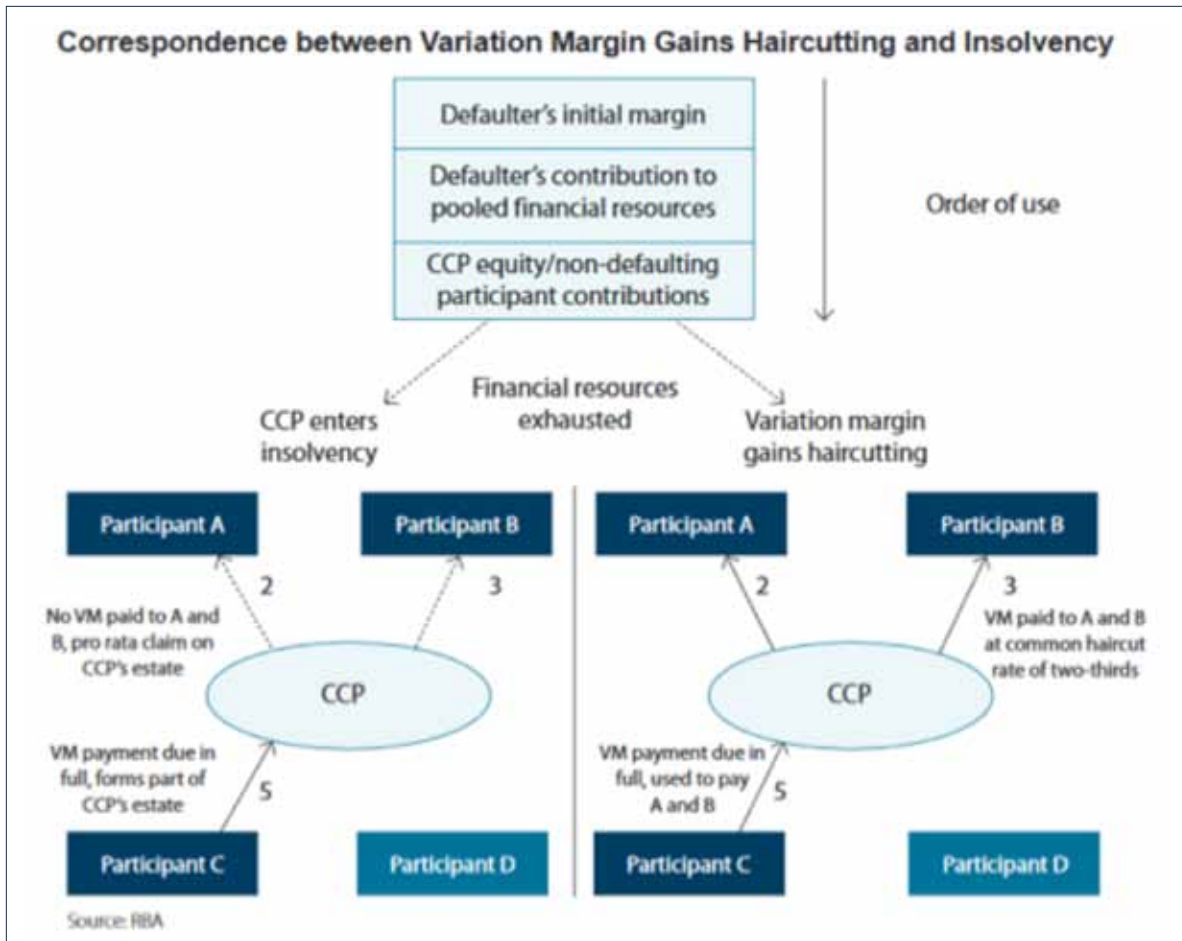 Correspondence between Variation Margin Gains Haircutting and Insolvency
Defaulter's initial margin
Defaulter's contribution to
pooled financial resources
CCP equity/non-defaulting
participant contributions
Order of use
Financial resources
exhausted
CCP enters
insolvency
Variation margin
gains haircutting
Participant A
Participant B
2
3
No VM paid to A and
B, pro rata claim on
CCP's estate
CCP
VM payment due in
full, forms part of
CCP's estate
5
Participant C
Participant D
Participant A
Participant B
2
3
VM paid to A and B
at common haircut
rate of two-thirds
CCP
VM payment due in
full, used to pay
A and B
5
Participant C
Participant D
Source: RBA